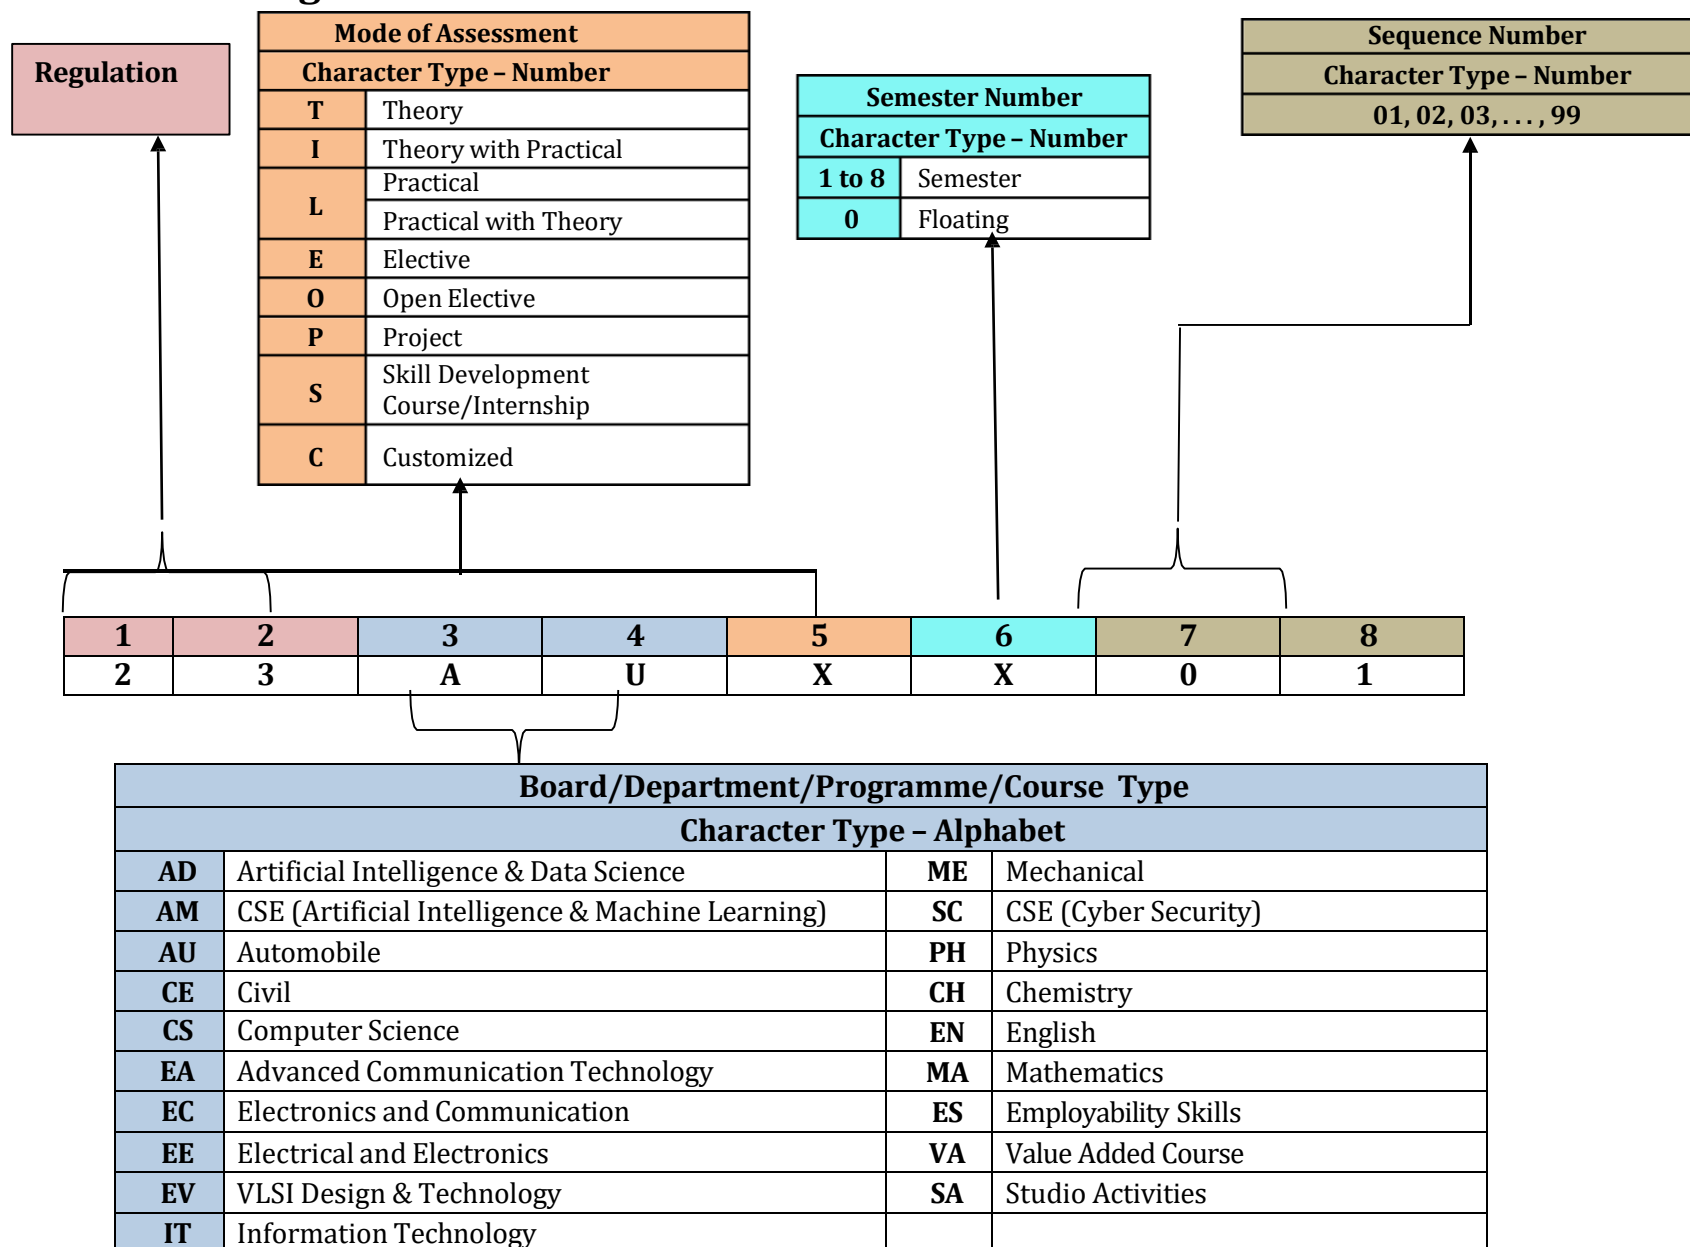 Regulation
Mode of Assessment
Character Type – Number
T Theory
I Theory with Practical
L Practical
Practical with Theory
E Elective
O Open Elective
P Project
S Skill Development
Course/Internship
C Customized
Semester Number
Character Type – Number
1 to 8 Semester
0 Floating
Sequence Number
Character Type – Number
01, 02, 03, . . . , 99
1 2 3 4 5 6 7 8
2 3 A U X X 0 1
Board/Department/Programme/Course Type
Character Type – Alphabet
AD Artificial Intelligence & Data Science ME Mechanical
AM CSE (Artificial Intelligence & Machine Learning) SC CSE (Cyber Security)
AU Automobile PH Physics
CE Civil CH Chemistry
CS Computer Science EN English
EA Advanced Communication Technology MA Mathematics
EC Electronics and Communication ES Employability Skills
EE Electrical and Electronics VA Value Added Course
EV VLSI Design & Technology SA Studio Activities
IT Information Technology